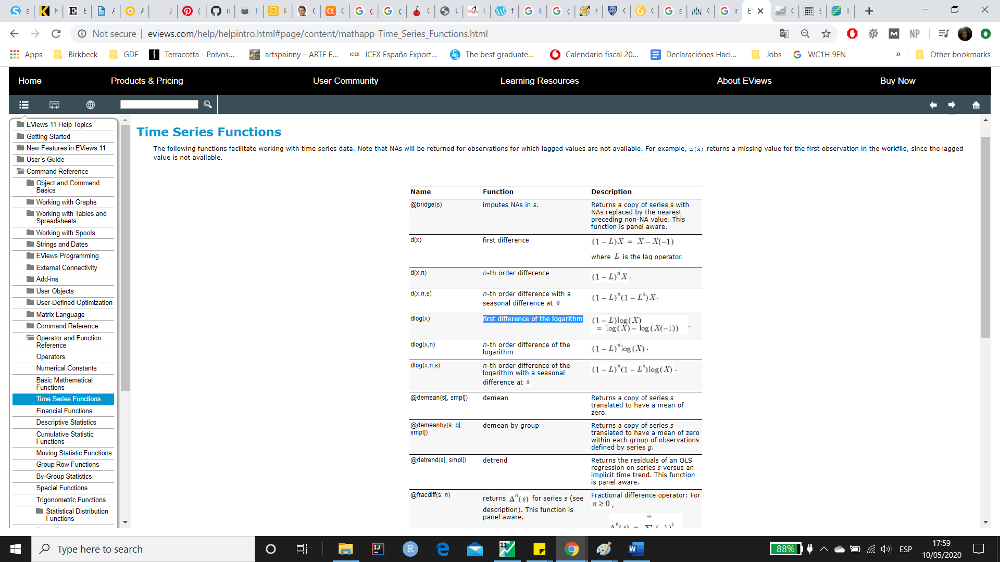 Not secure | eviews.com/help/helpintro.html#page/content/mathapp-Time_Series_Functions.html
Apps Birkbeck GDE Terracotta - Polvos... artspainny – ARTE E... ICEX España Export... The best graduate... Calendario fiscal 20... Declaraciónes Haci... Jobs WC1H 9EN » Other bookmarks
Home Products & Pricing User Community Learning Resources About EViews Buy Now
EViews 11 Help Topics
Getting Started
New Features in EViews 11
User's Guide
Command Reference
Object and Command
Basics
Working with Graphs
Working with Tables and
Spreadsheets
Working with Spools
Strings and Dates
EViews Programming
External Connectivity
Add-ins
User Objects
User-Defined Optimization
Matrix Language
Command Reference
Operator and Function
Reference
Operators
Numerical Constants
Basic Mathematical
Functions
Time Series Functions
Financial Functions
Descriptive Statistics
Cumulative Statistic
Functions
Moving Statistic Functions
Group Row Functions
By-Group Statistics
Special Functions
Trigonometric Functions
Statistical Distribution
Functions
Time Series Functions
The following functions facilitate working with time series data. Note that NAs will be returned for observations for which lagged values are not available. For example, d(x) returns a missing value for the first observation in the workfile, since the lagged
value is not available.
Name Function Description
@bridge(s) imputes NAs in s. Returns a copy of series s with
NAs replaced by the nearest
preceding non-NA value. This
function is panel aware.
d(x) first difference (1 – L)X = X – X(–1)
where L is the lag operator.
d(x,n) n-th order difference (1 – L)ⁿX.
d(x,n,s) n-th order difference with a
seasonal difference at s (1 – L)ⁿ(1 – Lˢ)X.
dlog(x) first difference of the logarithm (1 – L)log(X)
= log(X) – log(X(–1)).
dlog(x,n) n-th order difference of the
logarithm (1 – L)ⁿlog(X).
dlog(x,n,s) n-th order difference of the
logarithm with a seasonal
difference at s (1 – L)ⁿ(1 – Lˢ)log(X).
@demean(s[, smpl]) demean Returns a copy of series s
translated to have a mean of
zero.
@demeanby(s, g[,
smpl]) demean by group Returns a copy of series s
translated to have a mean of zero
within each group of observations
defined by series g.
@detrend(s[, smpl]) detrend Returns the residuals of an OLS
regression on series s versus an
implicit time trend. This function
is panel aware.
@fracdiff(s, n) returns Δⁿ(s) for series s (see
description). This function is
panel aware.
Fractional difference operator: For
n ≥ 0,
Type here to search
88% ESP 17:59
10/05/2020